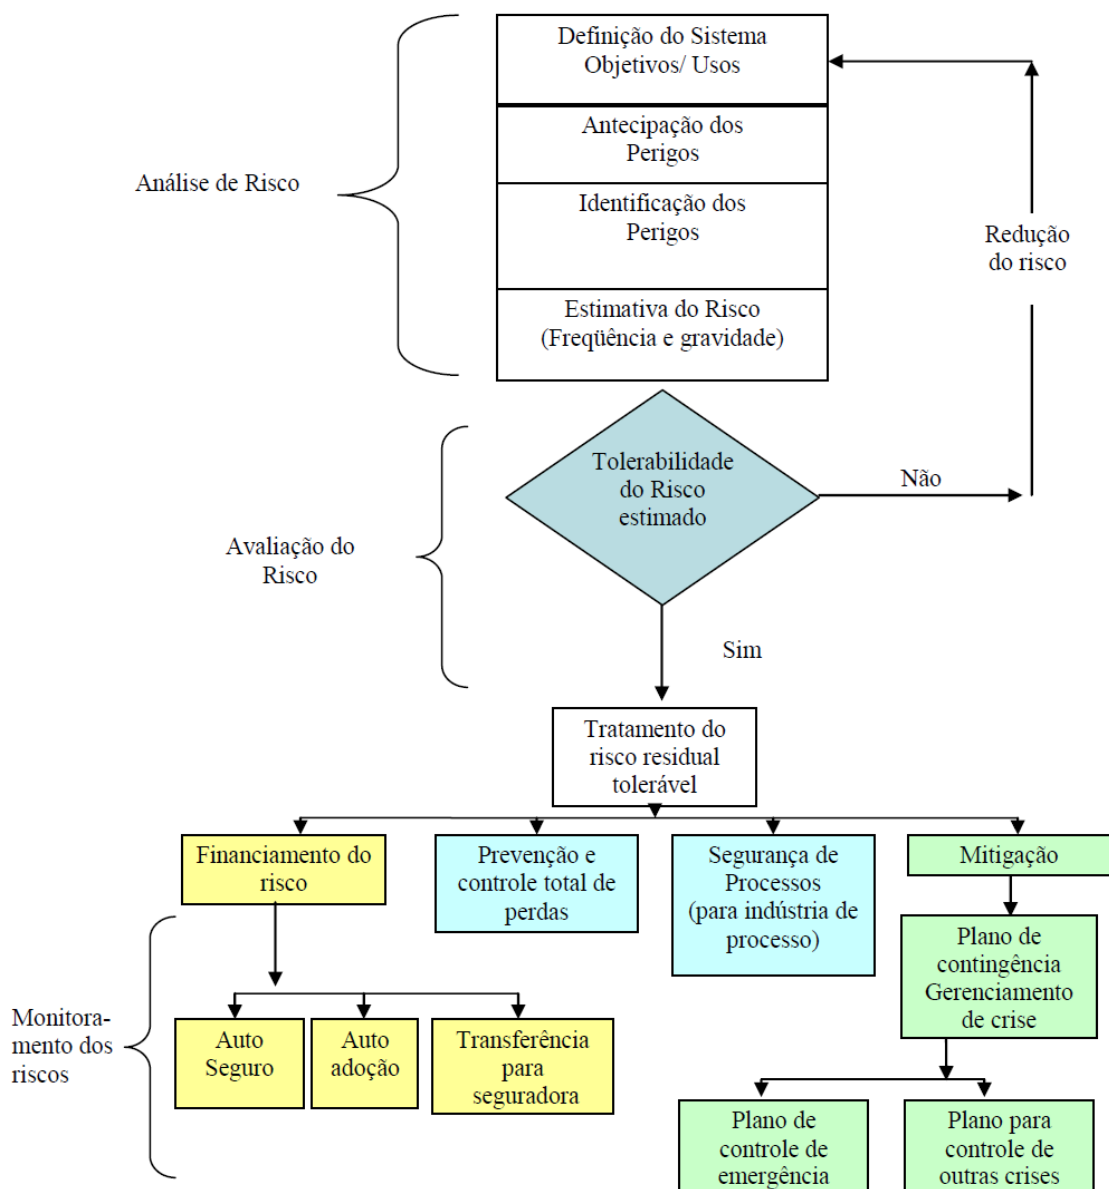 Definição do Sistema
Objetivos/ Usos
Antecipação dos
Perigos
Análise de Risco
Identificação dos
Perigos
Redução
do risco
Estimativa do Risco
(Freqüência e gravidade)
Tolerabilidade
do Risco
estimado
Não
Avaliação do
Risco
Sim
Tratamento do
risco residual
tolerável
Financiamento do
risco
Prevenção e
controle total de
perdas
Segurança de
Processos
(para indústria de
processo)
Mitigação
Plano de
contingência
Gerenciamento
de crise
Monitora-
mento dos
riscos
Auto
Seguro
Auto
adoção
Transferência
para
seguradora
Plano de
controle de
emergência
Plano para
controle de
outras crises